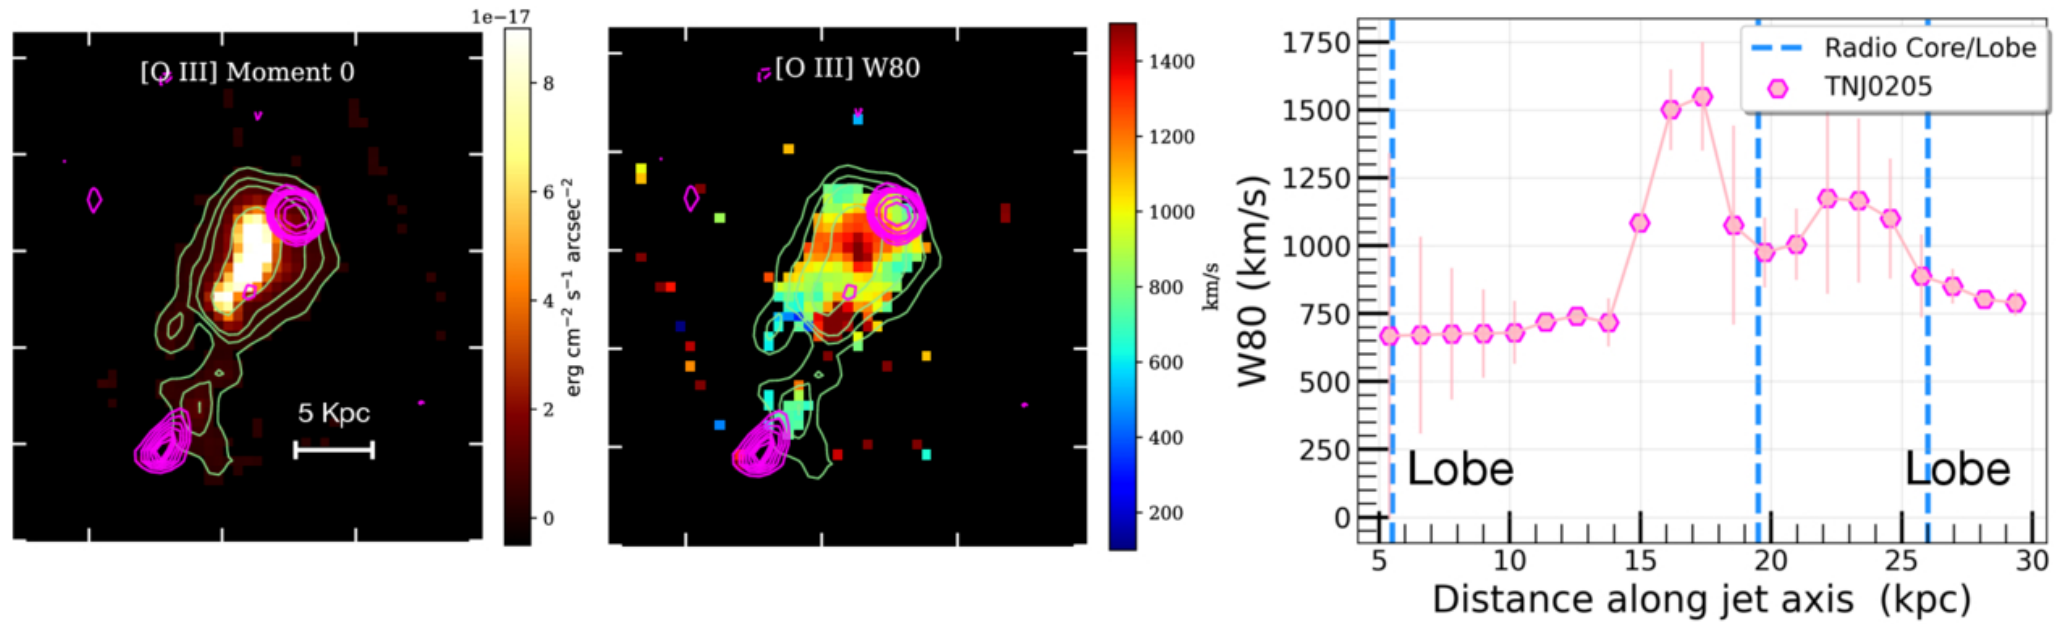 [O III] Moment 0
1e−17
8
6
4
2
0
erg cm−2 s−1 arcsec−2
5 Kpc
[O III] W80
1400
1200
1000
800
600
400
200
km/s
W80 (km/s)
1750
1500
1250
1000
750
500
250
0
Radio Core/Lobe
TNJ0205
Lobe
Lobe
5
10
15
20
25
30
Distance along jet axis (kpc)